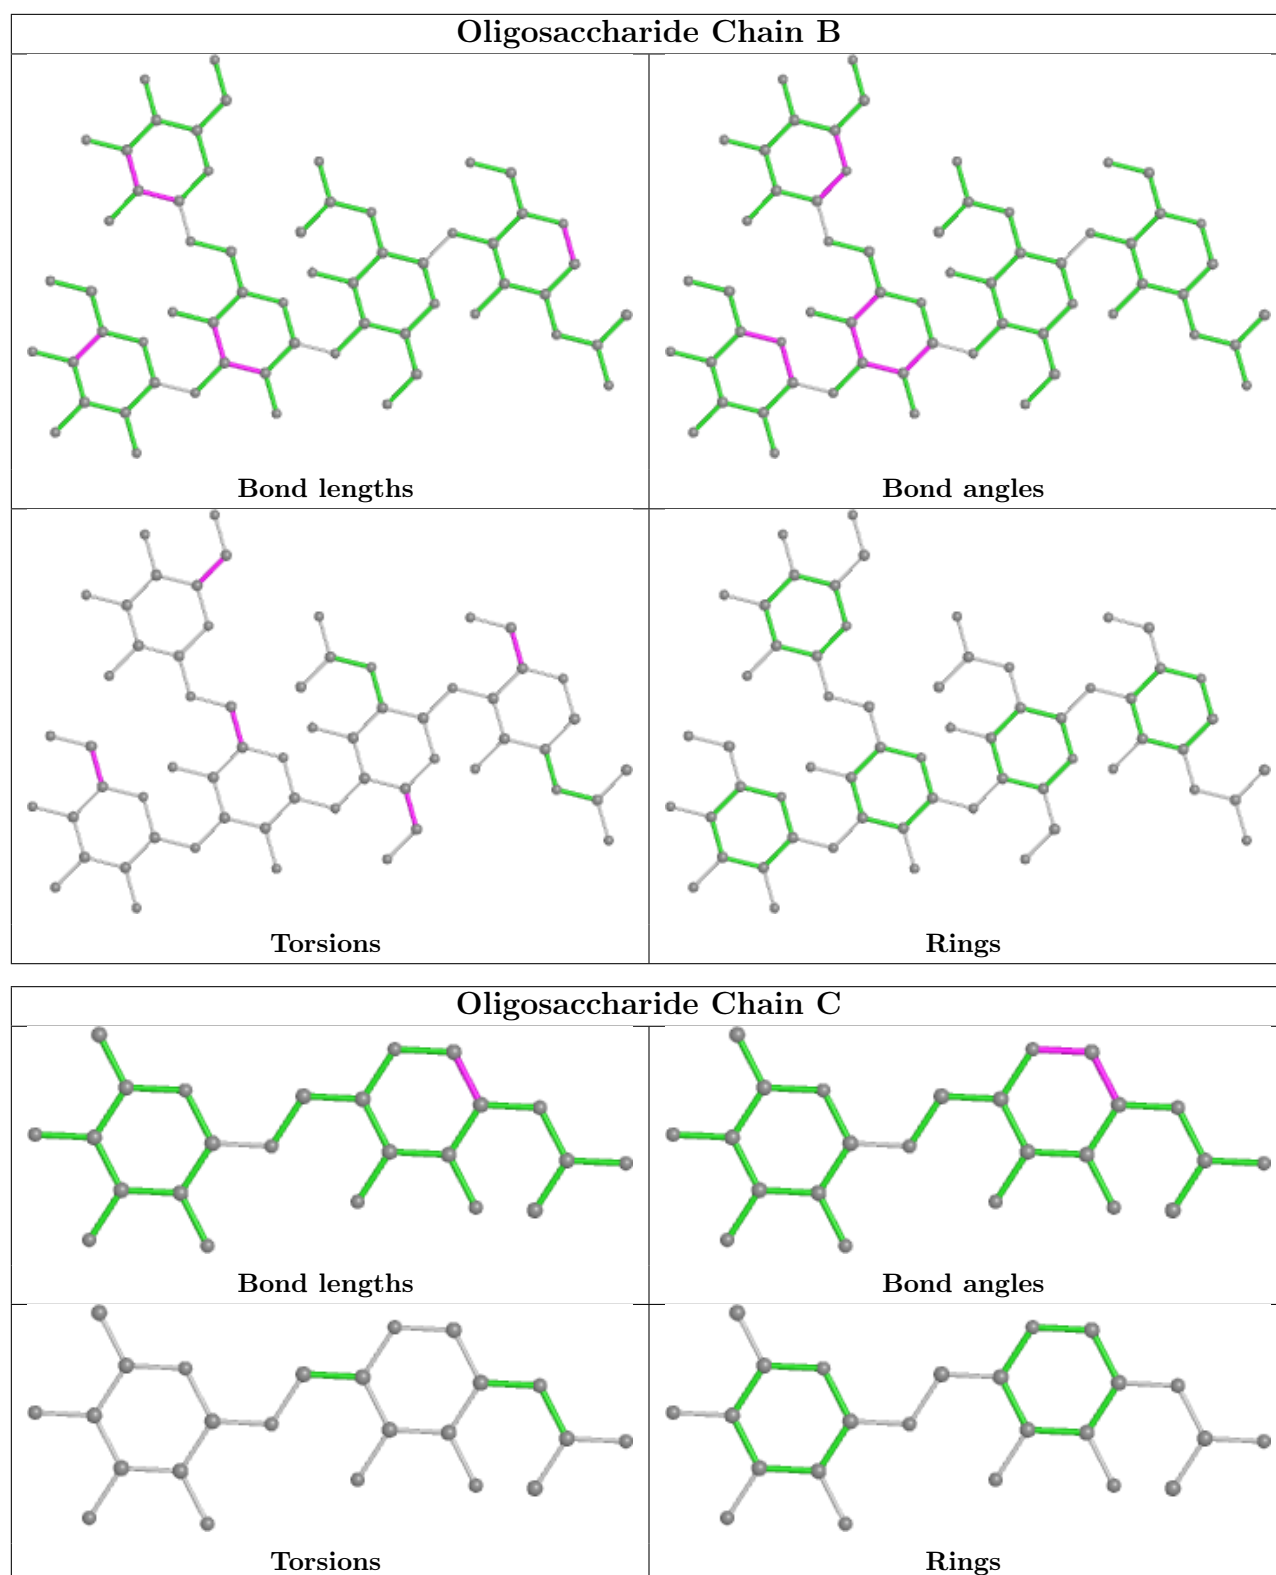 Oligosaccharide Chain B
Bond lengths
Bond angles
Torsions
Rings
Oligosaccharide Chain C
Bond lengths
Bond angles
Torsions
Rings